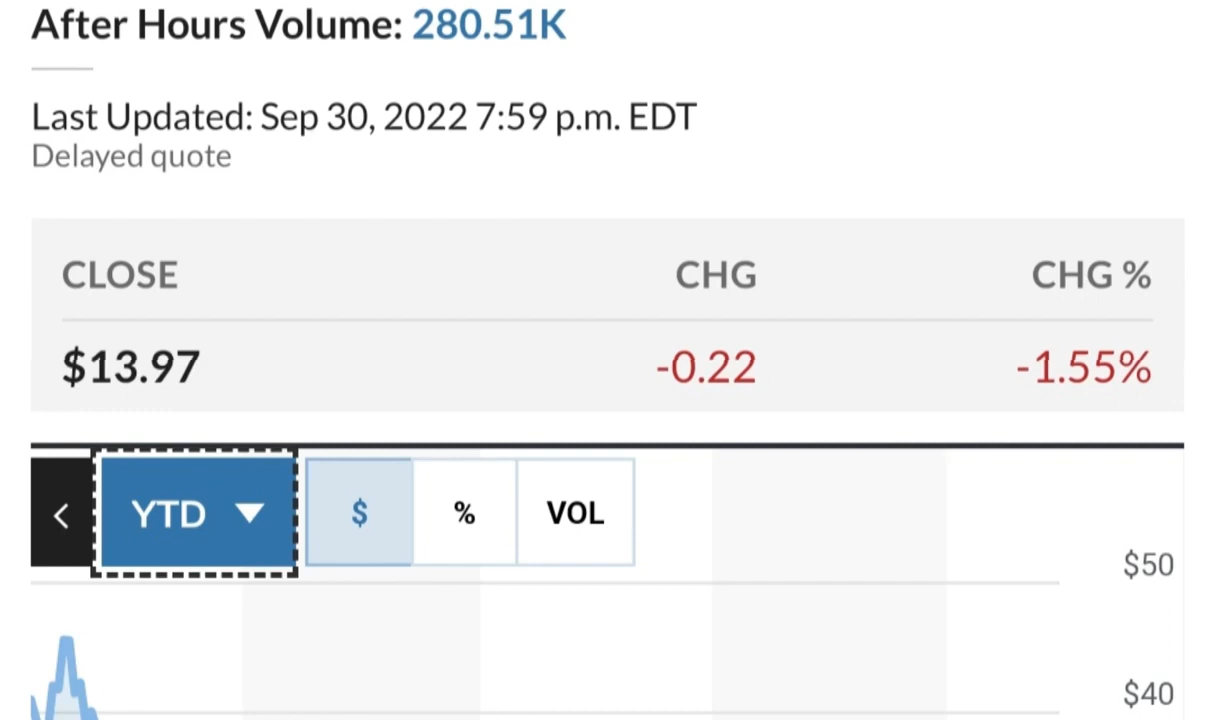 After Hours Volume: 280.51K
Last Updated: Sep 30, 2022 7:59 p.m. EDT
Delayed quote
CLOSE CHG CHG %
$13.97 -0.22 -1.55%
YTD $ % VOL
$50
$40